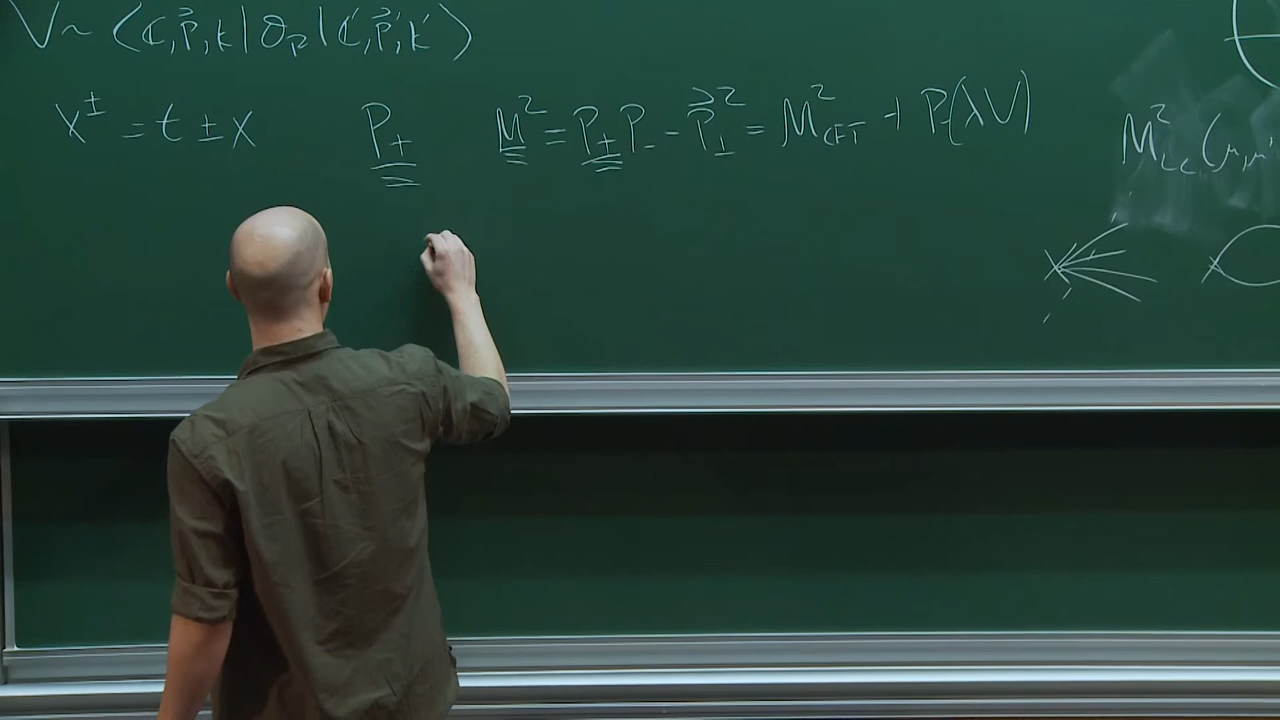 V ~ ⟨C, P⃗, k | O_R | C', P⃗', k'⟩
x^± = t ± x    P_+    M² = P_+ P_- - P⃗_⊥² = M²_CFT + P_-(λV)    M²_LC (μ, μ'